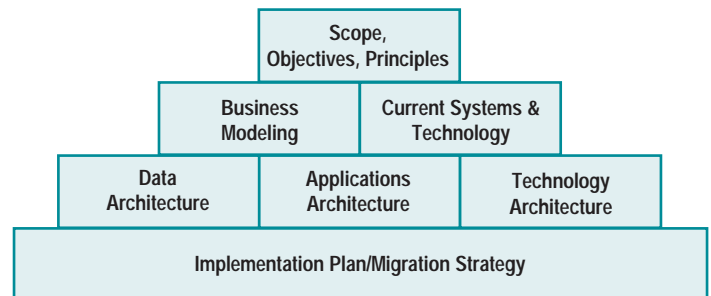 Scope,
Objectives, Principles
Business
Modeling
Current Systems &
Technology
Data
Architecture
Applications
Architecture
Technology
Architecture
Implementation Plan/Migration Strategy